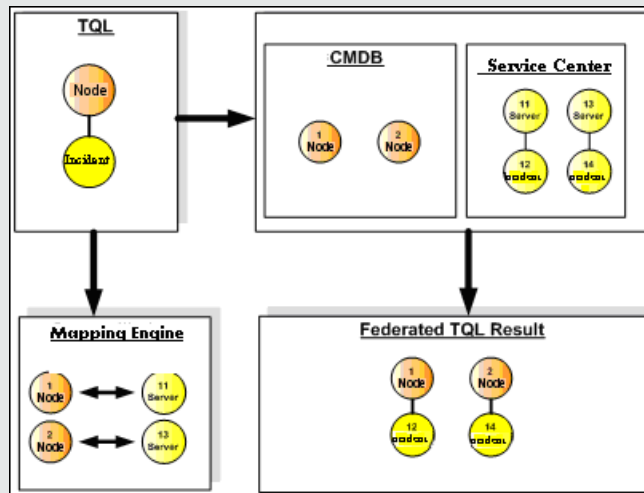 TQL
Node
Incident
CMDB
1
Node
2
Node
Service Center
11
Server
13
Server
12
14
Mapping Engine
1
Node
11
Server
2
Node
13
Server
Federated TQL Result
1
Node
2
Node
12
14